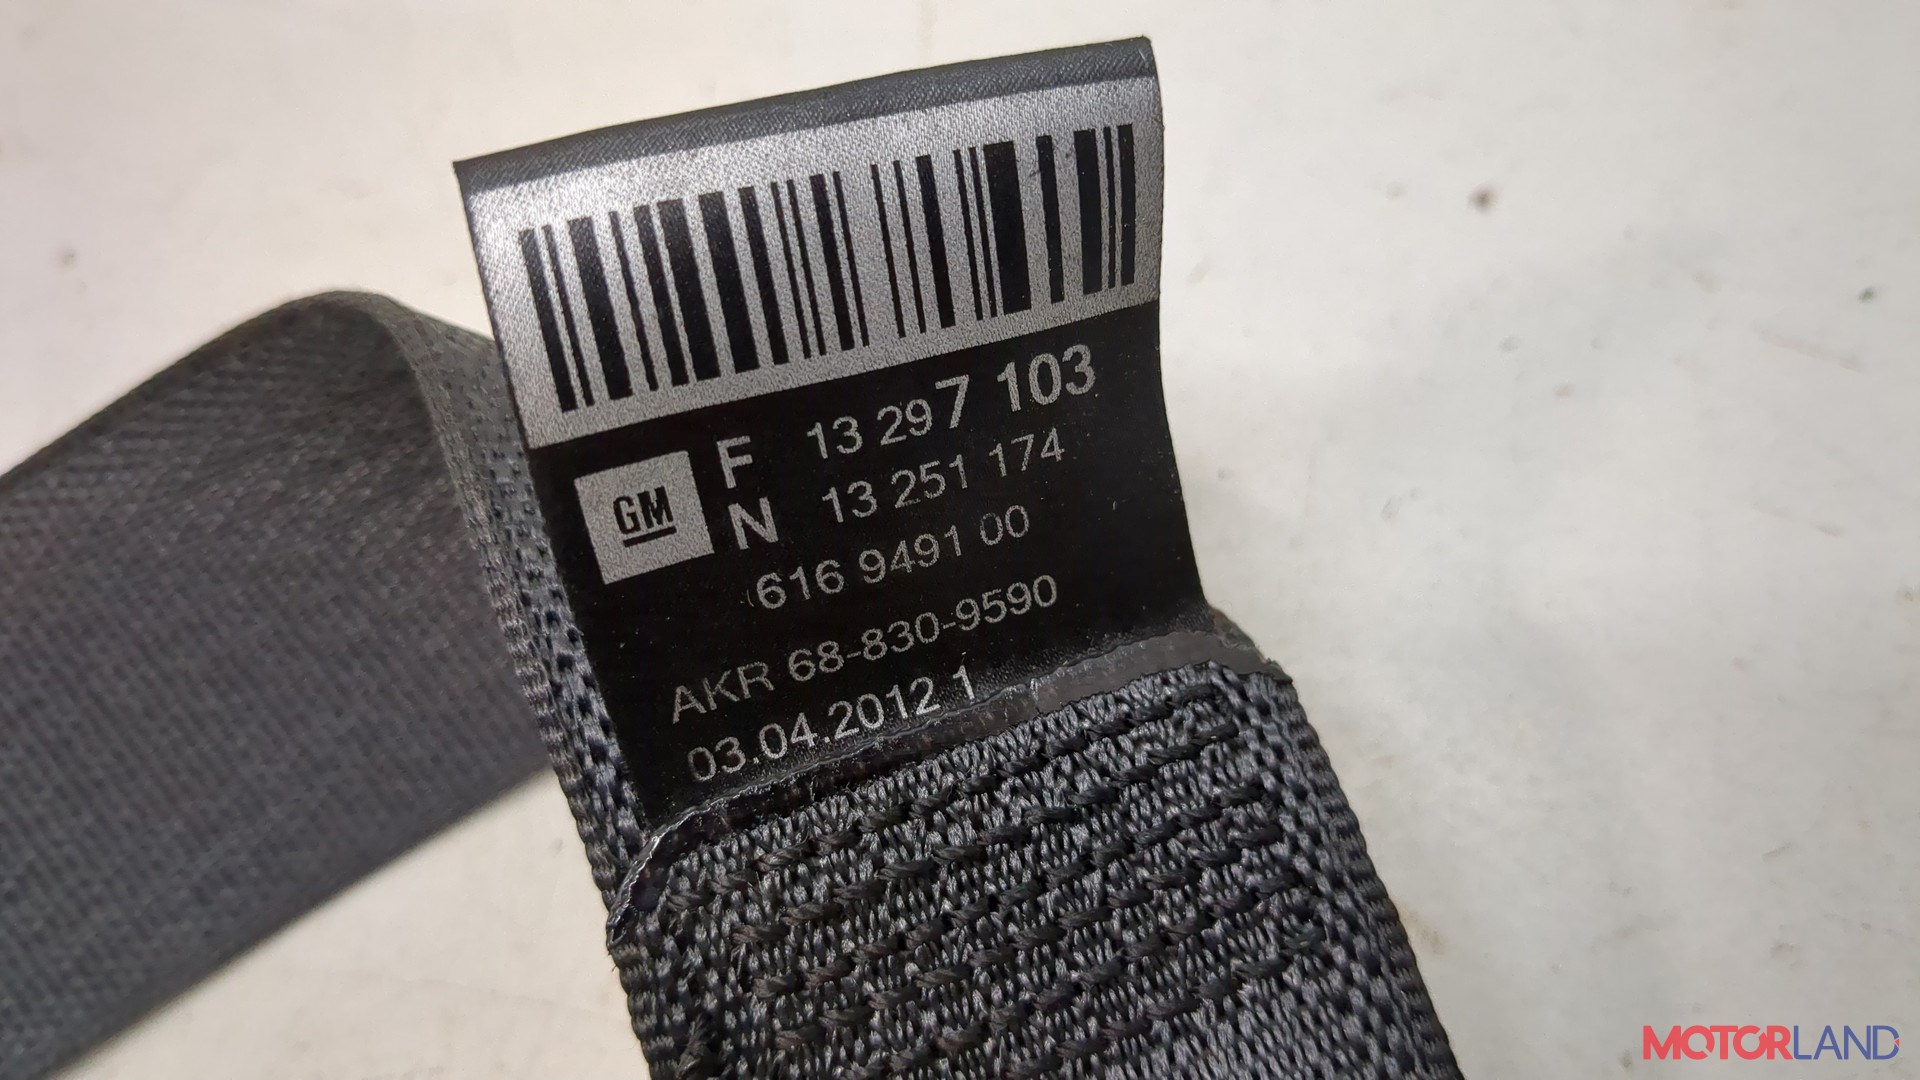 GM
F 13 297 103
N 13 251 174
616 9491 00
AKR 68-830-9590
03.04.2012 1
MOTORLAND